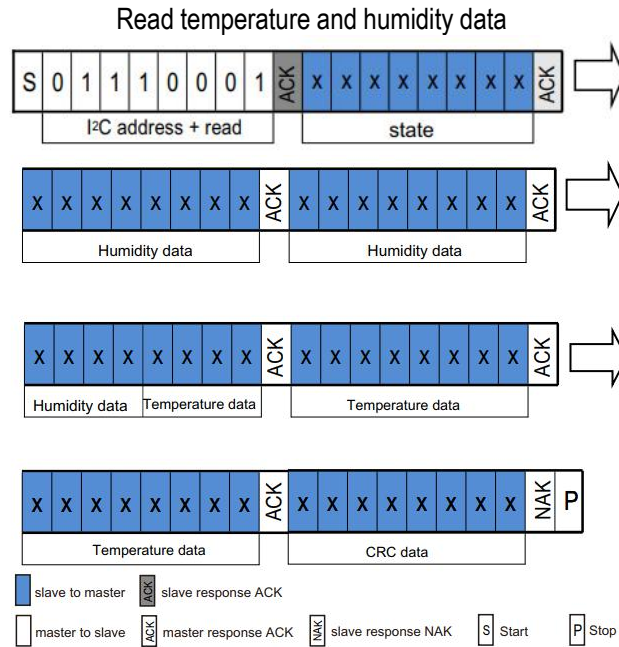 Read temperature and humidity data
S 0 1 1 1 0 0 0 1 ACK X X X X X X X X ACK
I²C address + read state
X X X X X X X X ACK X X X X X X X X ACK
Humidity data Humidity data
X X X X X X X X ACK X X X X X X X X ACK
Humidity data Temperature data Temperature data
X X X X X X X X ACK X X X X X X X X NAK P
Temperature data CRC data
slave to master ACK slave response ACK
master to slave ACK master response ACK NAK slave response NAK S Start P Stop